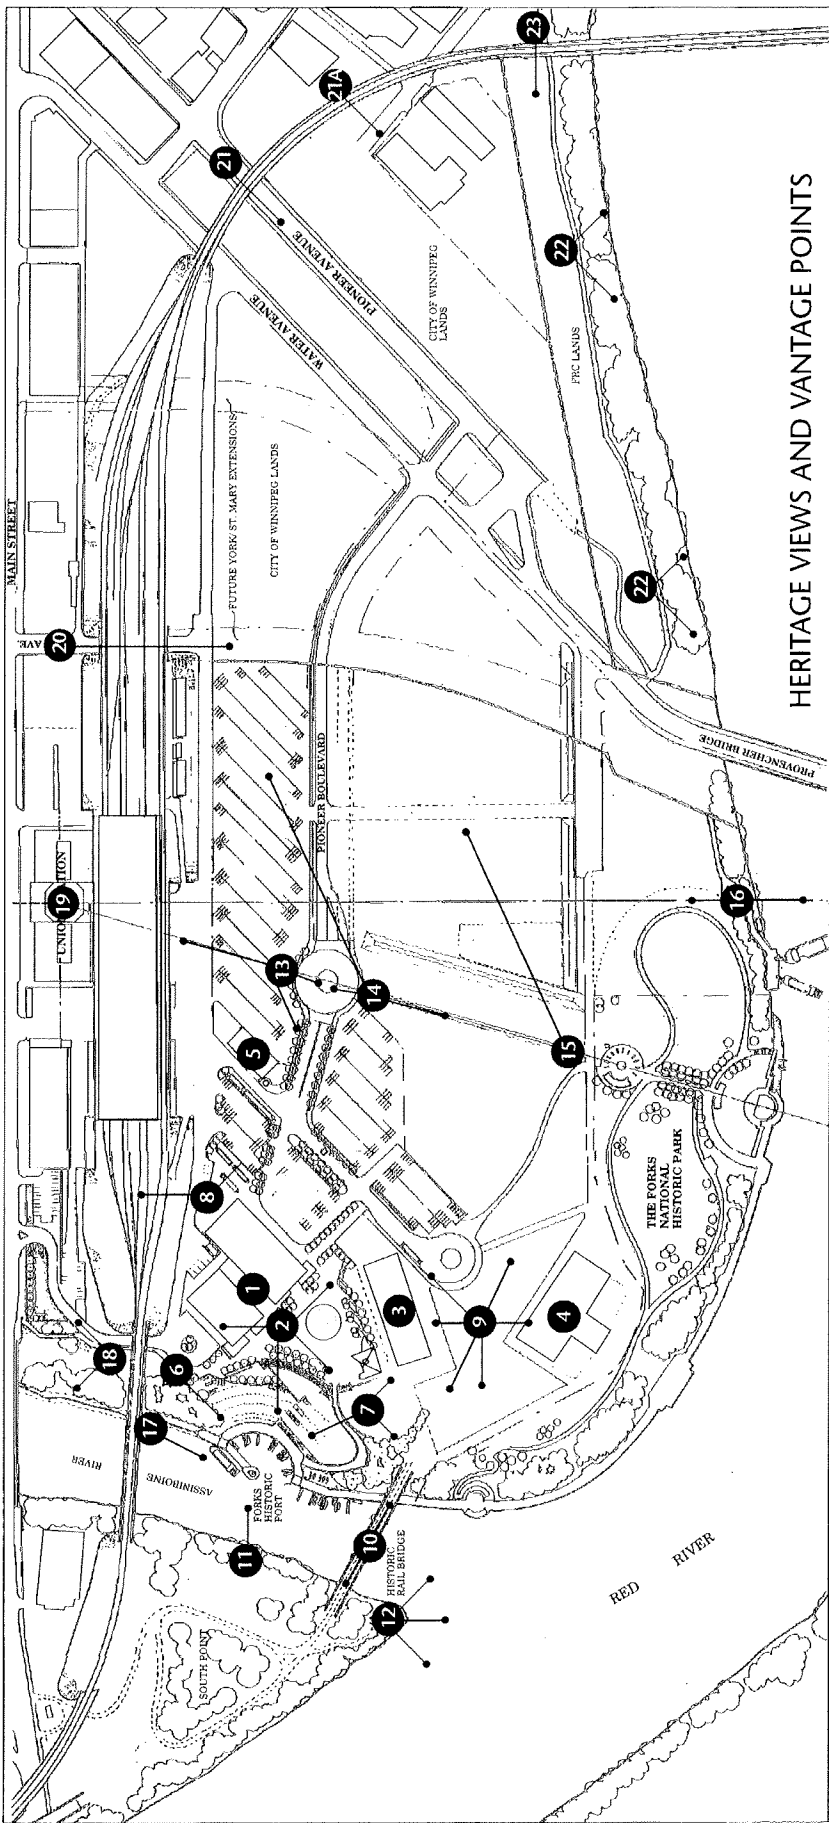 HERITAGE VIEWS AND VANTAGE POINTS
MAIN STREET
AVE.
20
19
UNION
TION
18
17
6
8
1
2
3
4
5
7
9
10
11
12
13
14
15
16
21
21A
22
22
23
WATER AVENUE
PIONEER AVENUE
CITY OF WINNIPEG
LANDS
FUTURE YORK/ ST. MARY EXTENSIONS
CITY OF WINNIPEG LANDS
PIONEER BOULEVARD
FRC LANDS
PROVENCHER BRIDGE
THE FORKS
NATIONAL
HISTORIC PARK
ASSINIBOINE
RIVER
FORKS
HISTORIC
PORT
HISTORIC
RAIL BRIDGE
SOUTH POINT
RED RIVER